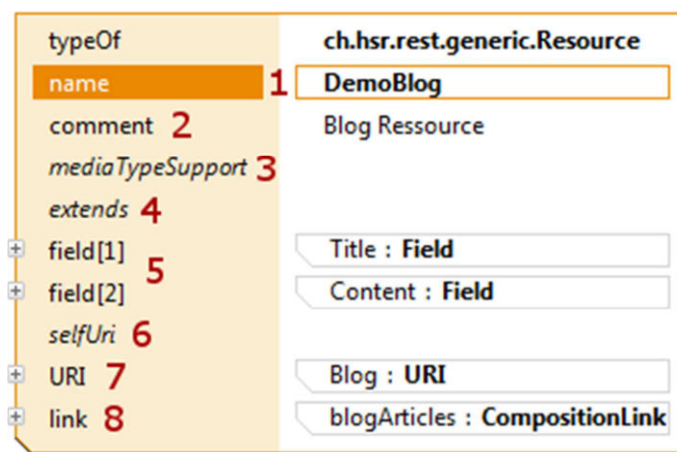 typeOf ch.hsr.rest.generic.Resource
name 1 DemoBlog
comment 2 Blog Ressource
mediaTypeSupport 3
extends 4
field[1] Title : Field
5
field[2] Content : Field
selfUri 6
URI 7 Blog : URI
link 8 blogArticles : CompositionLink